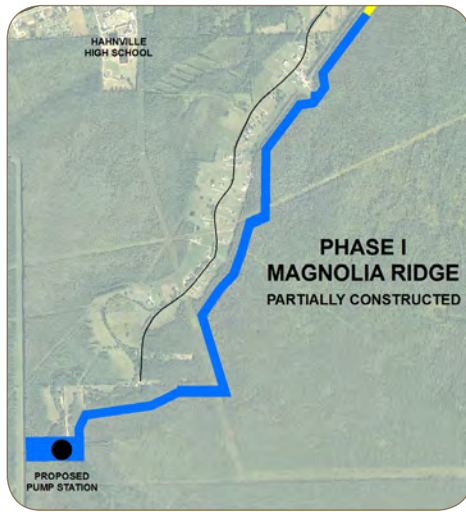 HAHNVILLE
HIGH SCHOOL
PHASE I
MAGNOLIA RIDGE
PARTIALLY CONSTRUCTED
PROPOSED
PUMP STATION